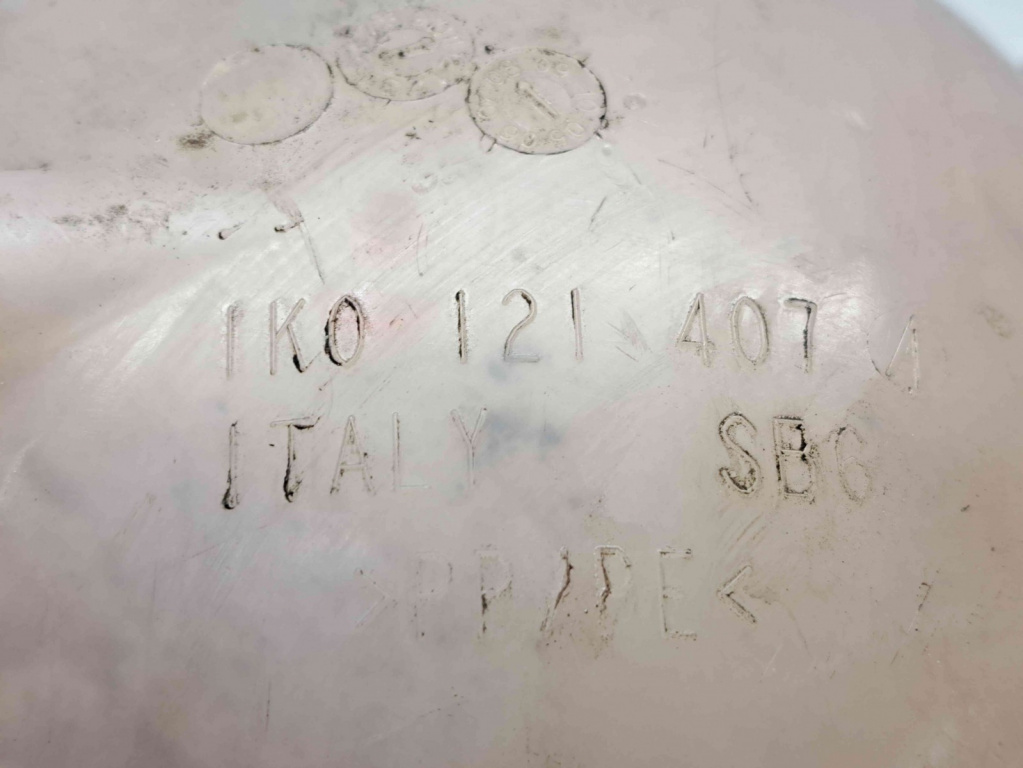 1K0 121 407 A
ITALY SBG
>PP/PE<